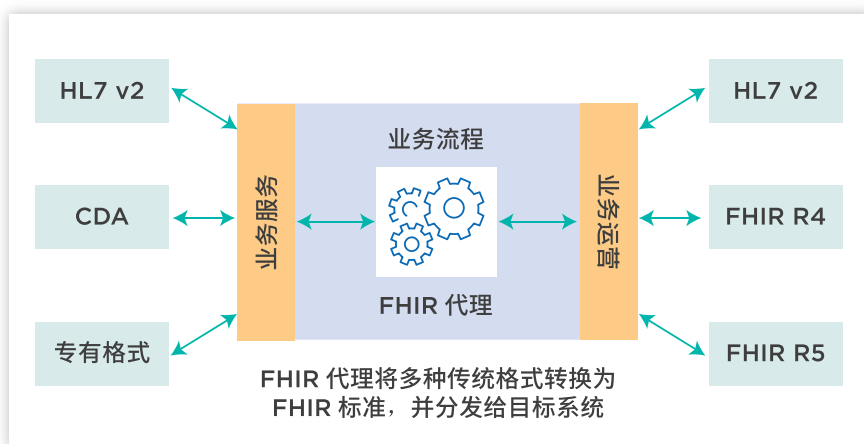 HL7 v2
CDA
专有格式
业务服务
业务流程
FHIR 代理
业务运营
HL7 v2
FHIR R4
FHIR R5
FHIR 代理将多种传统格式转换为
FHIR 标准，并分发给目标系统